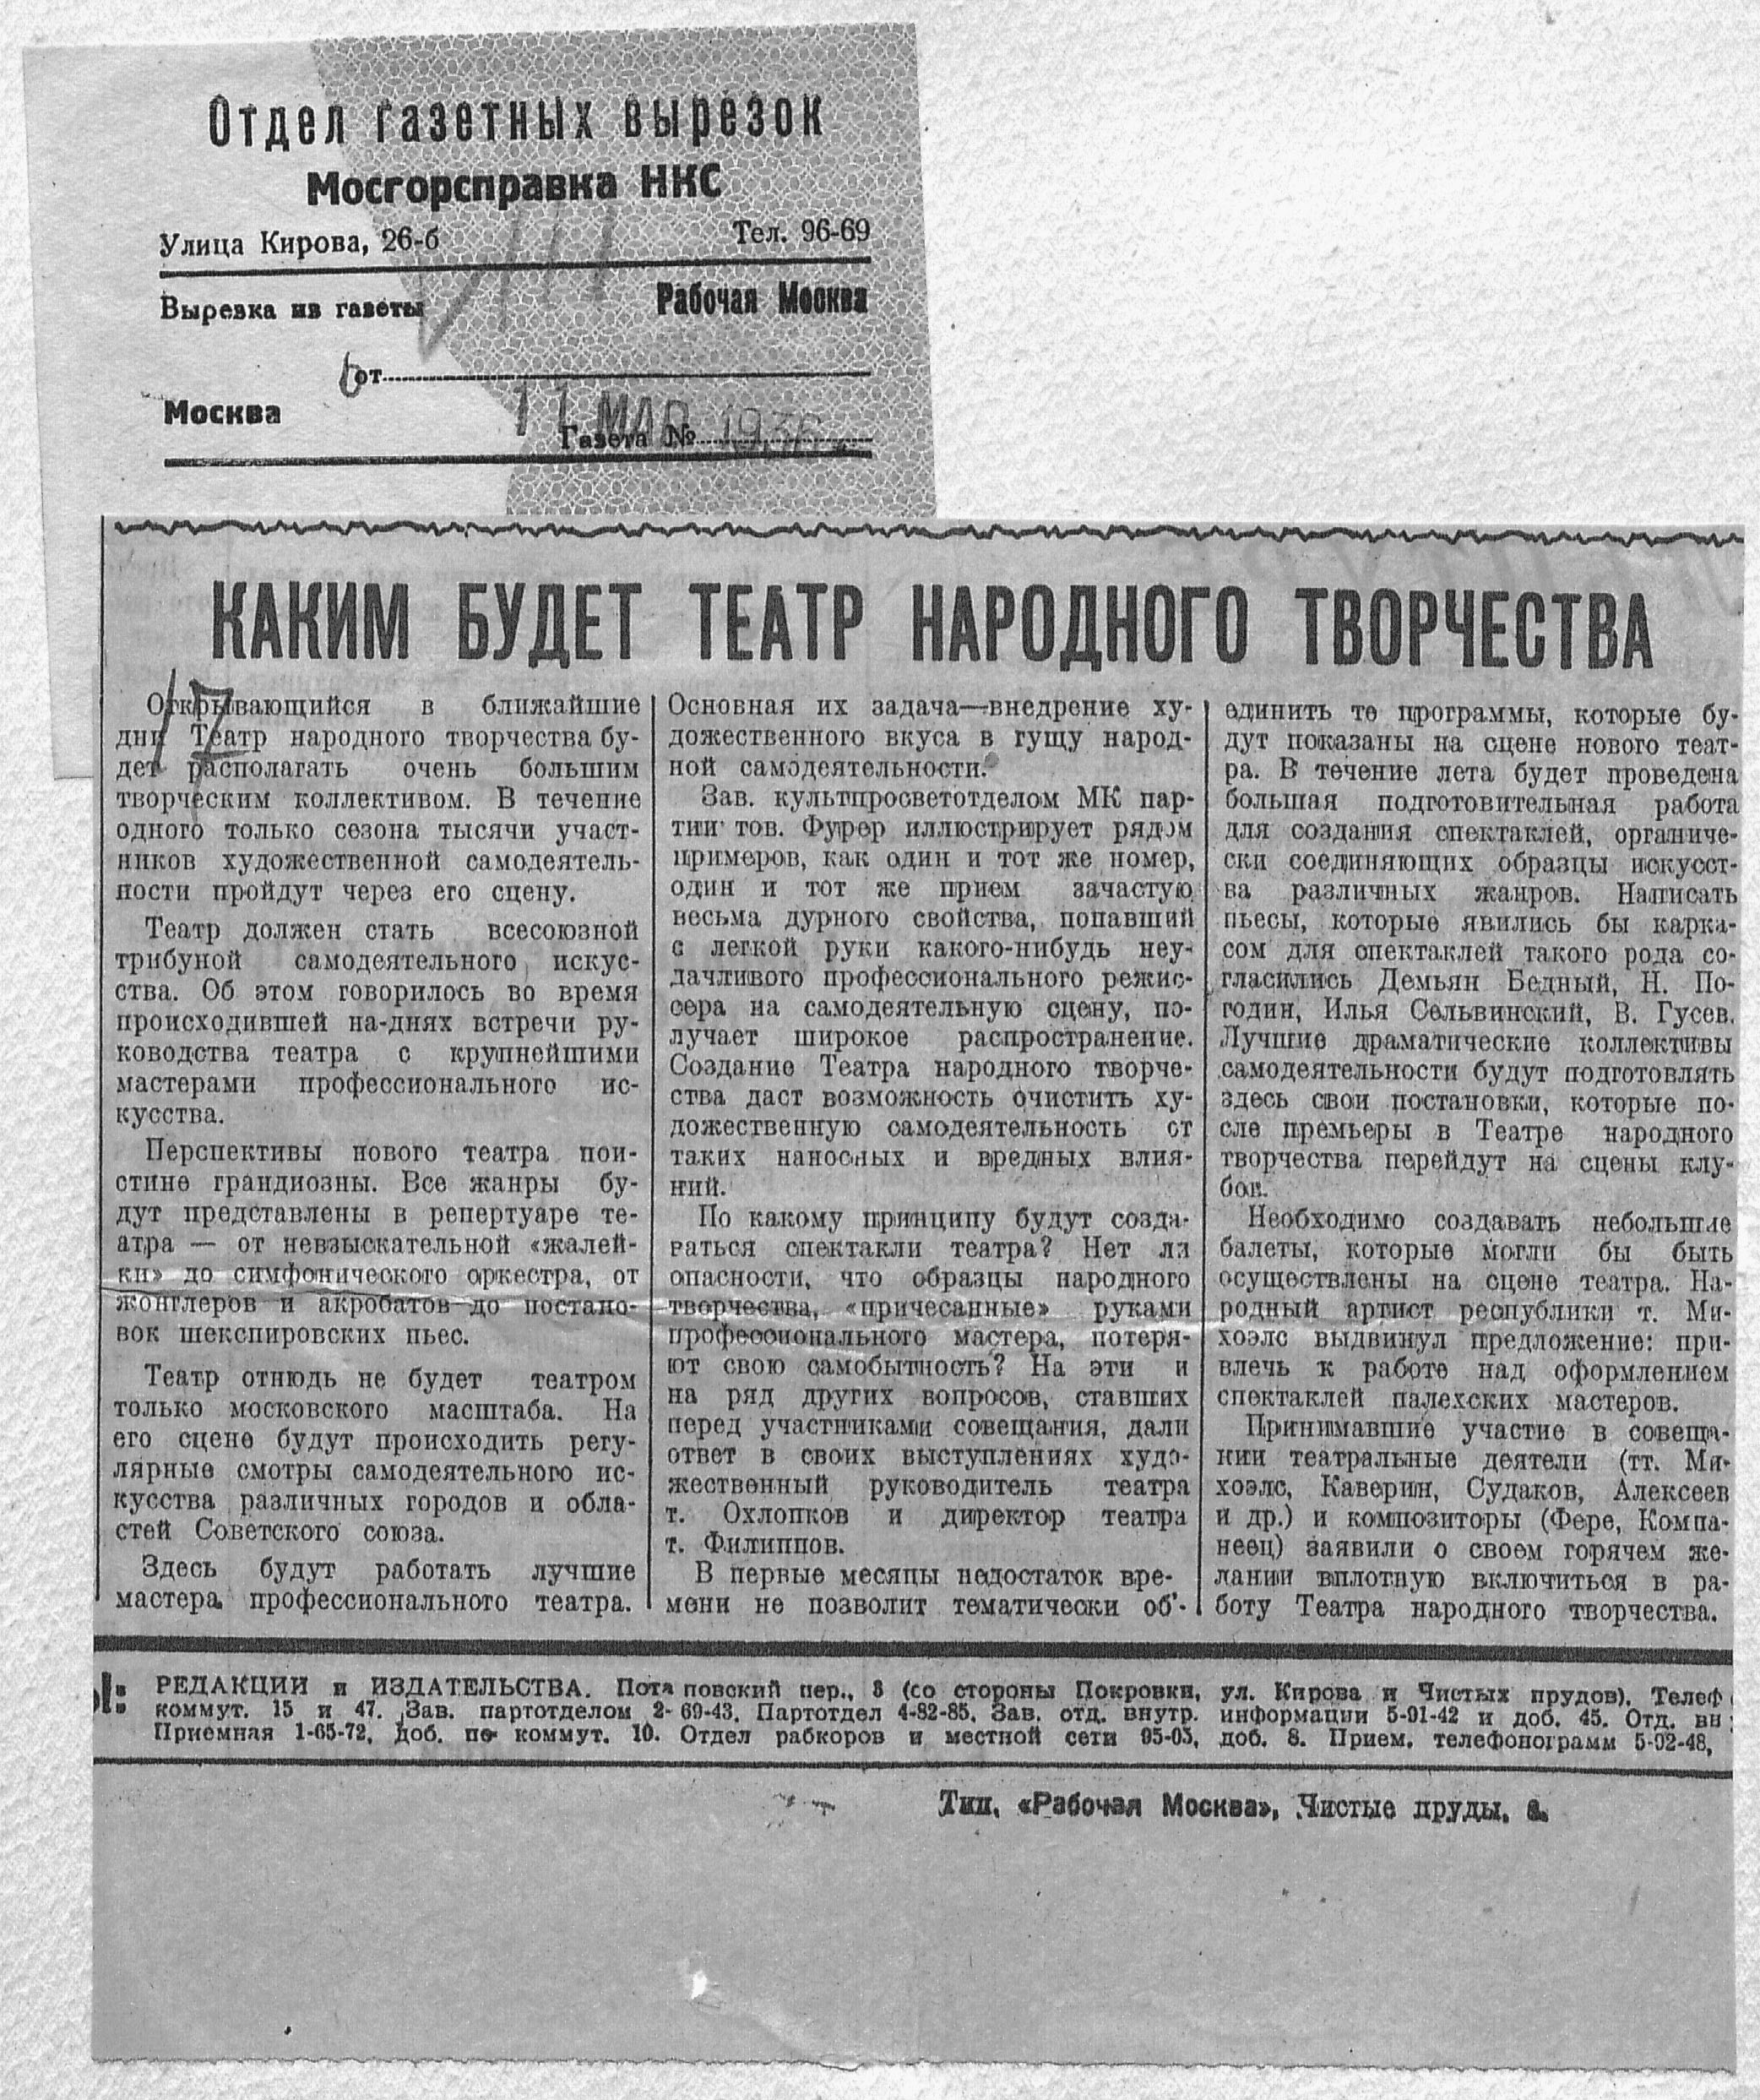 Отдел газетных вырезок
Мосгорсправка НКС
Улица Кирова, 26-б Тел. 96-69
Вырезка из газеты Рабочая Москва
от
Москва
11 МАР 1936
Газета №
КАКИМ БУДЕТ ТЕАТР НАРОДНОГО ТВОРЧЕСТВА
17
Открывающийся в ближайшие
дни Театр народного творчества бу-
дет располагать очень большим
творческим коллективом. В течение
одного только сезона тысячи участ-
ников художественной самодеятель-
ности пройдут через его сцену.
Театр должен стать всесоюзной
трибуной самодеятельного искус-
ства. Об этом говорилось во время
происходившей на-днях встречи ру-
ководства театра с крупнейшими
мастерами профессионального ис-
кусства.
Перспективы нового театра пои-
стине грандиозны. Все жанры бу-
дут представлены в репертуаре те-
атра — от невзыскательной «жалей-
ки» до симфонического оркестра, от
жонглеров и акробатов до постано-
вок шекспировских пьес.
Театр отнюдь не будет театром
только московского масштаба. На
его сцене будут происходить регу-
лярные смотры самодеятельного ис-
кусства различных городов и обла-
стей Советского союза.
Здесь будут работать лучшие
мастера профессионального театра.
Основная их задача—внедрение ху-
дожественного вкуса в гущу народ-
ной самодеятельности.
Зав. культпросветотделом МК пар-
тии тов. Фурер иллюстрирует рядом
примеров, как один и тот же номер,
один и тот же прием зачастую
весьма дурного свойства, попавший
с легкой руки какого-нибудь неу-
дачливого профессионального режис-
сера на самодеятельную сцену, по-
лучает широкое распространение.
Создание Театра народного творче-
ства даст возможность очистить ху-
дожественную самодеятельность от
таких наносных и вредных влия-
ний.
По какому принципу будут созда-
ваться спектакли театра? Нет ли
опасности, что образцы народного
творчества, «причесанные» руками
профессионального мастера, потеря-
ют свою самобытность? На эти и
на ряд других вопросов, ставших
перед участниками совещания, дали
ответ в своих выступлениях худо-
жественный руководитель театра
т. Охлопков и директор театра
т. Филиппов.
В первые месяцы недостаток вре-
мени не позволит тематически об'-
единить те программы, которые бу-
дут показаны на сцене нового теат-
ра. В течение лета будет проведена
большая подготовительная работа
для создания спектаклей, органиче-
ски соединяющих образцы искусст-
ва различных жанров. Написать
пьесы, которые явились бы карка-
сом для спектаклей такого рода со-
гласились Демьян Бедный, Н. По-
годин, Илья Сельвинский, В. Гусев.
Лучшие драматические коллективы
самодеятельности будут подготовлять
здесь свои постановки, которые по-
сле премьеры в Театре народного
творчества перейдут на сцены клу-
бов.
Необходимо создавать небольшие
балеты, которые могли бы быть
осуществлены на сцене театра. На-
родный артист республики т. Ми-
хоэлс выдвинул предложение: при-
влечь к работе над оформлением
спектаклей палехских мастеров.
Принимавшие участие в совеща-
нии театральные деятели (тт. Ми-
хоэлс, Каверин, Судаков, Алексеев
и др.) и композиторы (Фере, Компа-
неец) заявили о своем горячем же-
лании вплотную включиться в ра-
боту Театра народного творчества.
РЕДАКЦИИ и ИЗДАТЕЛЬСТВА. Потаповский пер., 3 (со стороны Покровки, ул. Кирова и Чистых прудов). Телеф
коммут. 15 и 47. Зав. партотделом 2-69-43. Партотдел 4-82-85. Зав. отд. внутр. информации 5-01-42 и доб. 45. Отд. вн
Приемная 1-65-72, доб. по коммут. 10. Отдел рабкоров и местной сети 95-03, доб. 8. Прием. телефонограмм 5-02-48,
Тип. «Рабочая Москва», Чистые пруды,